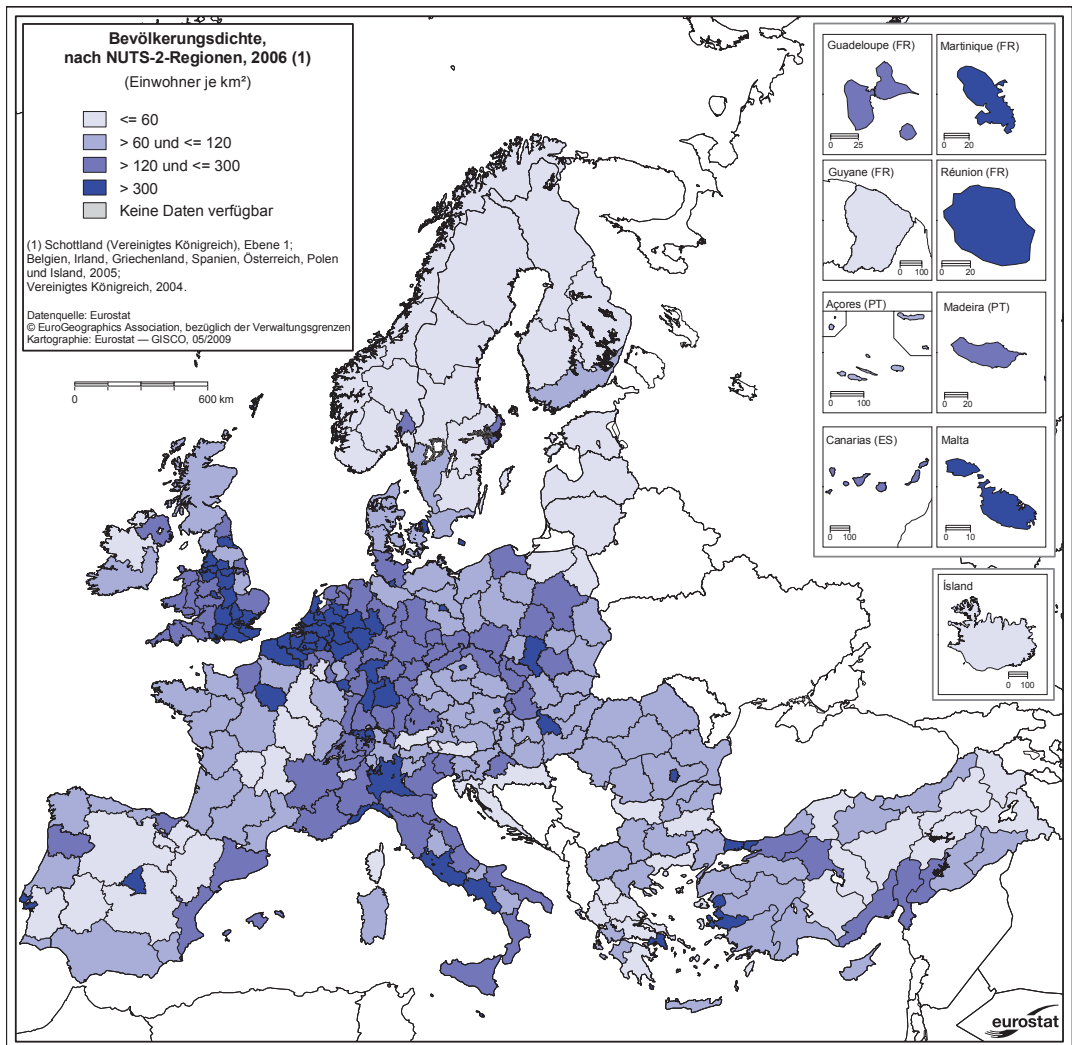 Bevölkerungsdichte,
nach NUTS-2-Regionen, 2006 (1)
(Einwohner je km²)
<= 60
> 60 und <= 120
> 120 und <= 300
> 300
Keine Daten verfügbar
(1) Schottland (Vereinigtes Königreich), Ebene 1;
Belgien, Irland, Griechenland, Spanien, Österreich, Polen
und Island, 2005;
Vereinigtes Königreich, 2004.
Datenquelle: Eurostat
© EuroGeographics Association, bezüglich der Verwaltungsgrenzen
Kartographie: Eurostat — GISCO, 05/2009
0 600 km
Guadeloupe (FR)
0 25
Martinique (FR)
0 20
Guyane (FR)
0 100
Réunion (FR)
0 20
Açores (PT)
0 100
Madeira (PT)
0 20
Canarias (ES)
0 100
Malta
0 10
Ísland
0 100
eurostat